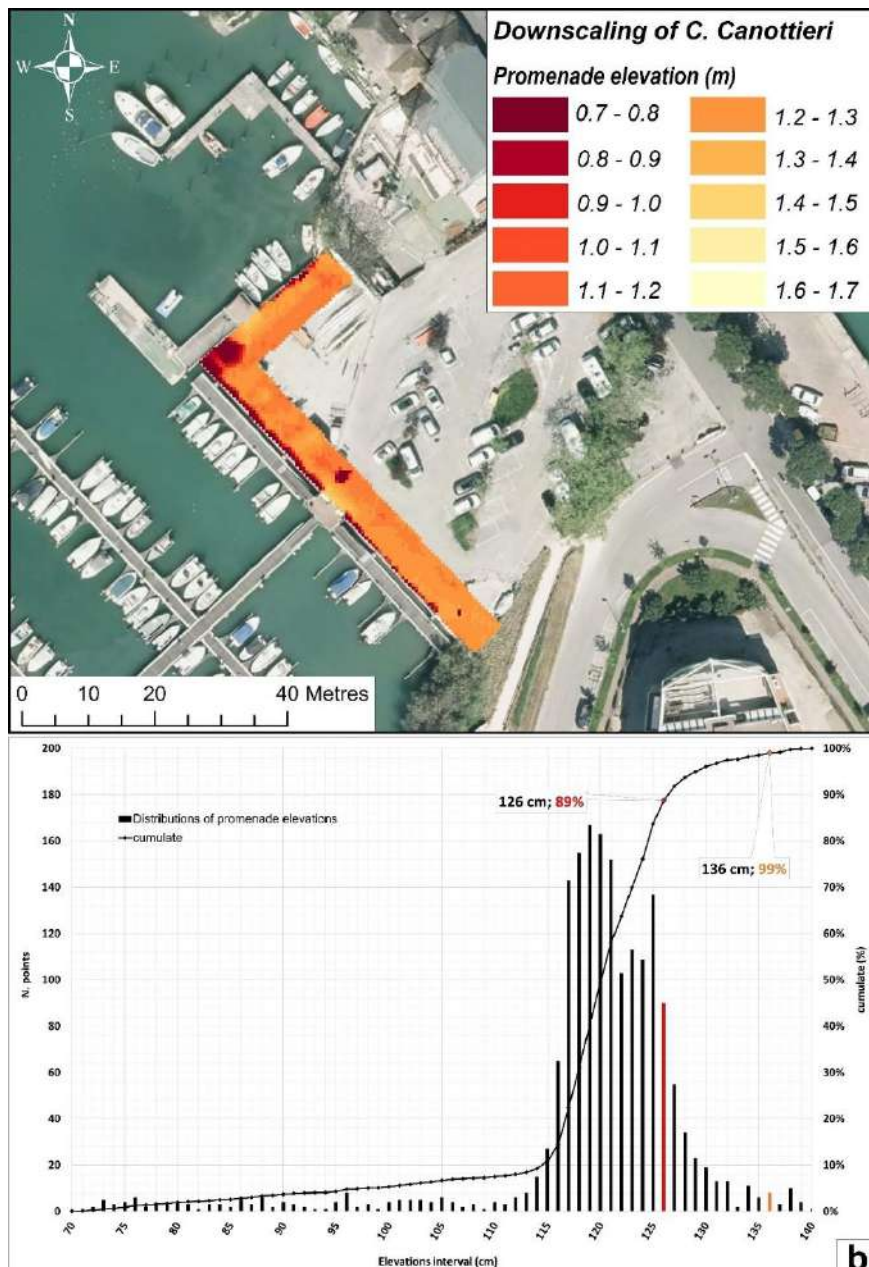 N
W E
S
Downscaling of C. Canottieri
Promenade elevation (m)
0.7 - 0.8 1.2 - 1.3
0.8 - 0.9 1.3 - 1.4
0.9 - 1.0 1.4 - 1.5
1.0 - 1.1 1.5 - 1.6
1.1 - 1.2 1.6 - 1.7
0 10 20 40 Metres
200 100%
180 90%
160 80%
140 70%
120 60%
100 50%
80 40%
60 30%
40 20%
20 10%
0 0%
N. points
cumulate (%)
Distributions of promenade elevations
cumulate
126 cm; 89%
136 cm; 99%
70 75 80 85 90 95 100 105 110 115 120 125 130 135 140
Elevations interval (cm)
b